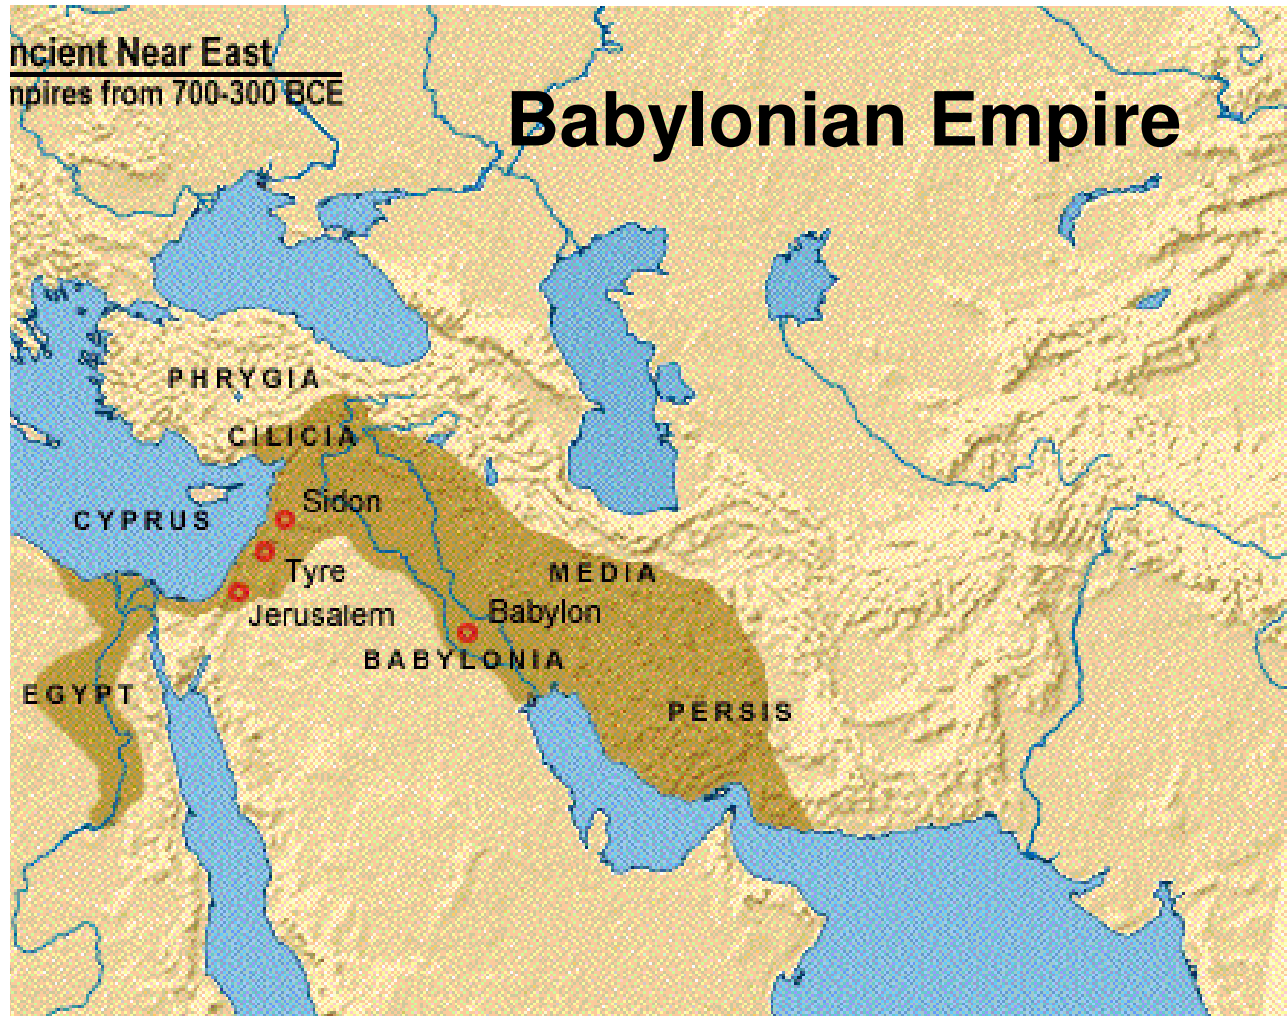 ncient Near East
mpires from 700-300 BCE
Babylonian Empire
PHRYGIA
CILICIA
Sidon
CYPRUS
Tyre
MEDIA
Jerusalem
Babylon
BABYLONIA
EGYPT
PERSIS